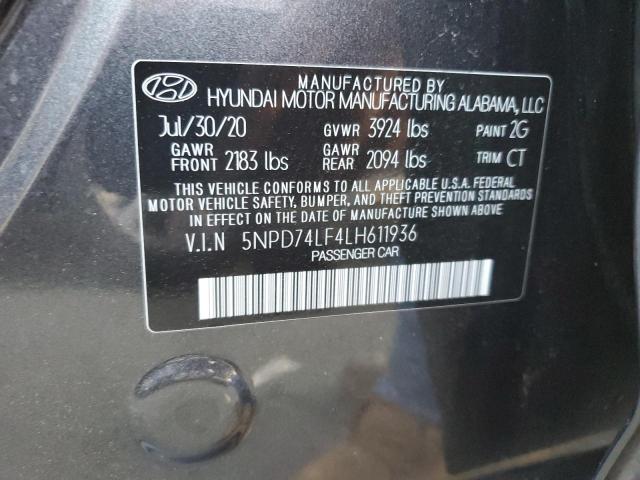 MANUFACTURED BY
HYUNDAI MOTOR MANUFACTURING ALABAMA, LLC
Jul/30/20 GVWR 3924 lbs PAINT 2G
GAWR FRONT 2183 lbs GAWR REAR 2094 lbs TRIM CT
THIS VEHICLE CONFORMS TO ALL APPLICABLE U.S.A. FEDERAL
MOTOR VEHICLE SAFETY, BUMPER, AND THEFT PREVENTION STANDARDS
IN EFFECT ON THE DATE OF MANUFACTURE SHOWN ABOVE.
V.I.N 5NPD74LF4LH611936
PASSENGER CAR